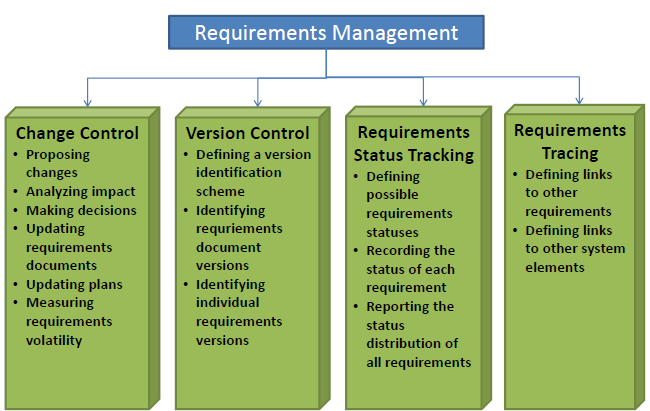 Requirements Management
Change Control
• Proposing
changes
• Analyzing impact
• Making decisions
• Updating
requirements
documents
• Updating plans
• Measuring
requirements
volatility
Version Control
• Defining a version
identification
scheme
• Identifying
requriements
document
versions
• Identifying
individual
requirements
versions
Requirements
Status Tracking
• Defining
possible
requirements
statuses
• Recording the
status of each
requirement
• Reporting the
status
distribution of
all requirements
Requirements
Tracing
• Defining links
to other
requirements
• Defining links
to other system
elements